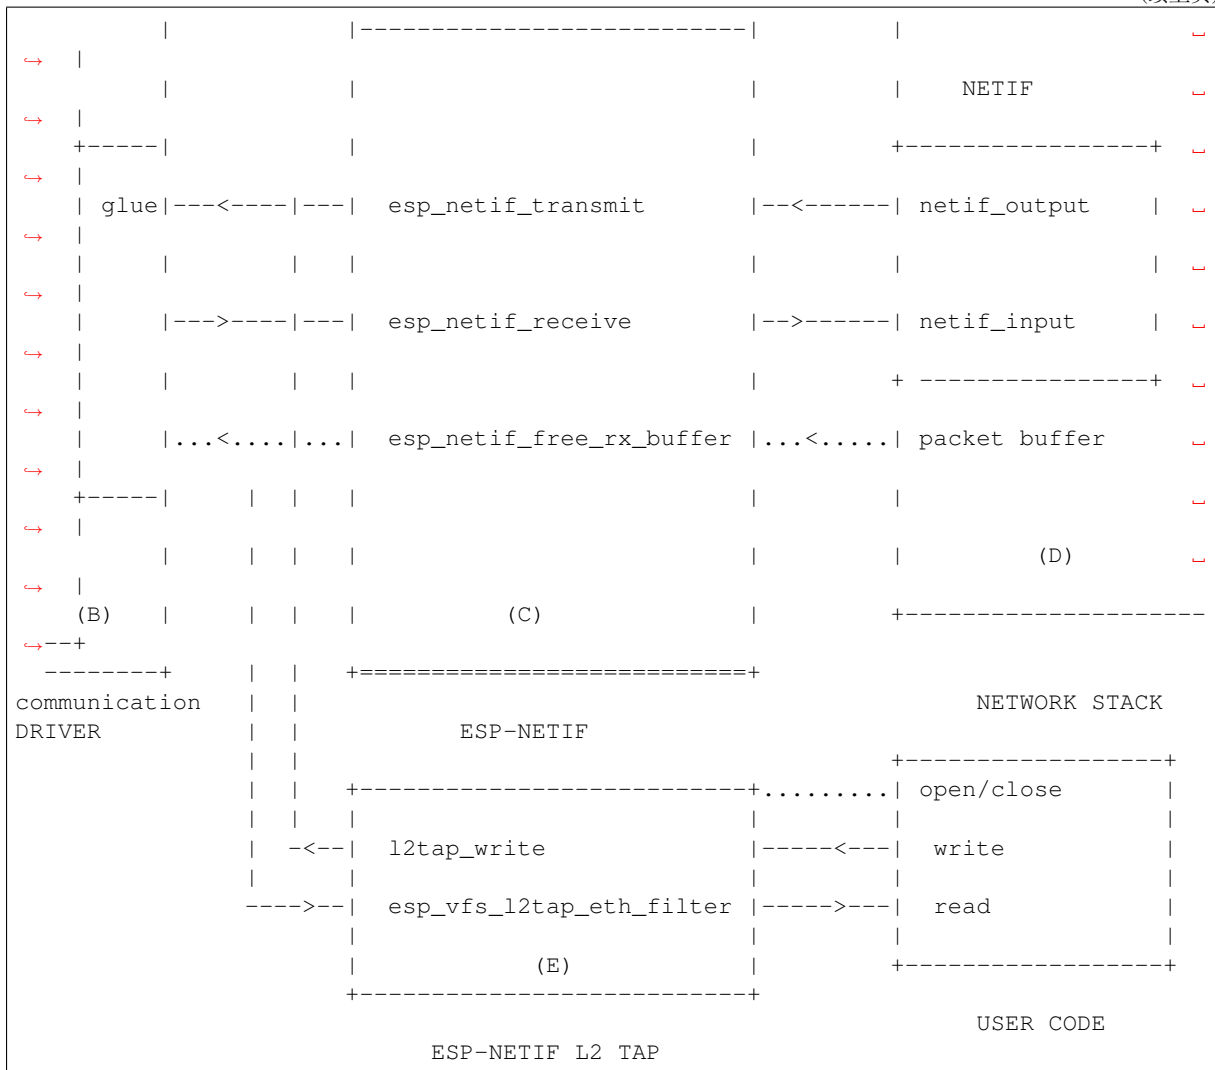 |            |---------------------------|         |                    ␣
↪  |
      |            |                           |         |    NETIF           ␣
↪  |
+-----|            |                           |         +-----------------+  ␣
↪  |
| glue|---<----|---|  esp_netif_transmit       |--<------| netif_output    |  ␣
↪  |
|     |        |   |                           |         |                 |  ␣
↪  |
|     |--->----|---|  esp_netif_receive        |-->------| netif_input     |  ␣
↪  |
|     |        |   |                           |         + ----------------+  ␣
↪  |
|     |...<....|...|  esp_netif_free_rx_buffer |...<.....| packet buffer      ␣
↪  |
+-----|     |  |   |                           |         |                    ␣
↪  |
      |     |  |   |                           |         |         (D)        ␣
↪  |
(B)   |     |  |   |          (C)              |         +---------------------
↪--+
--------+     |  |   +===========================+
communication   |  |                                               NETWORK STACK
DRIVER          |  |           ESP-NETIF
                |  |                                         +------------------+
                |  |   +---------------------------+.........| open/close       |
                |  |   |                           |         |                  |
                |  -<--|  l2tap_write              |-----<---|  write           |
                |      |                           |         |                  |
                ---->--|  esp_vfs_l2tap_eth_filter |----->---|  read            |
                       |                           |         |                  |
                       |            (E)            |         +------------------+
                       +---------------------------+
                                                                   USER CODE
                             ESP-NETIF L2 TAP